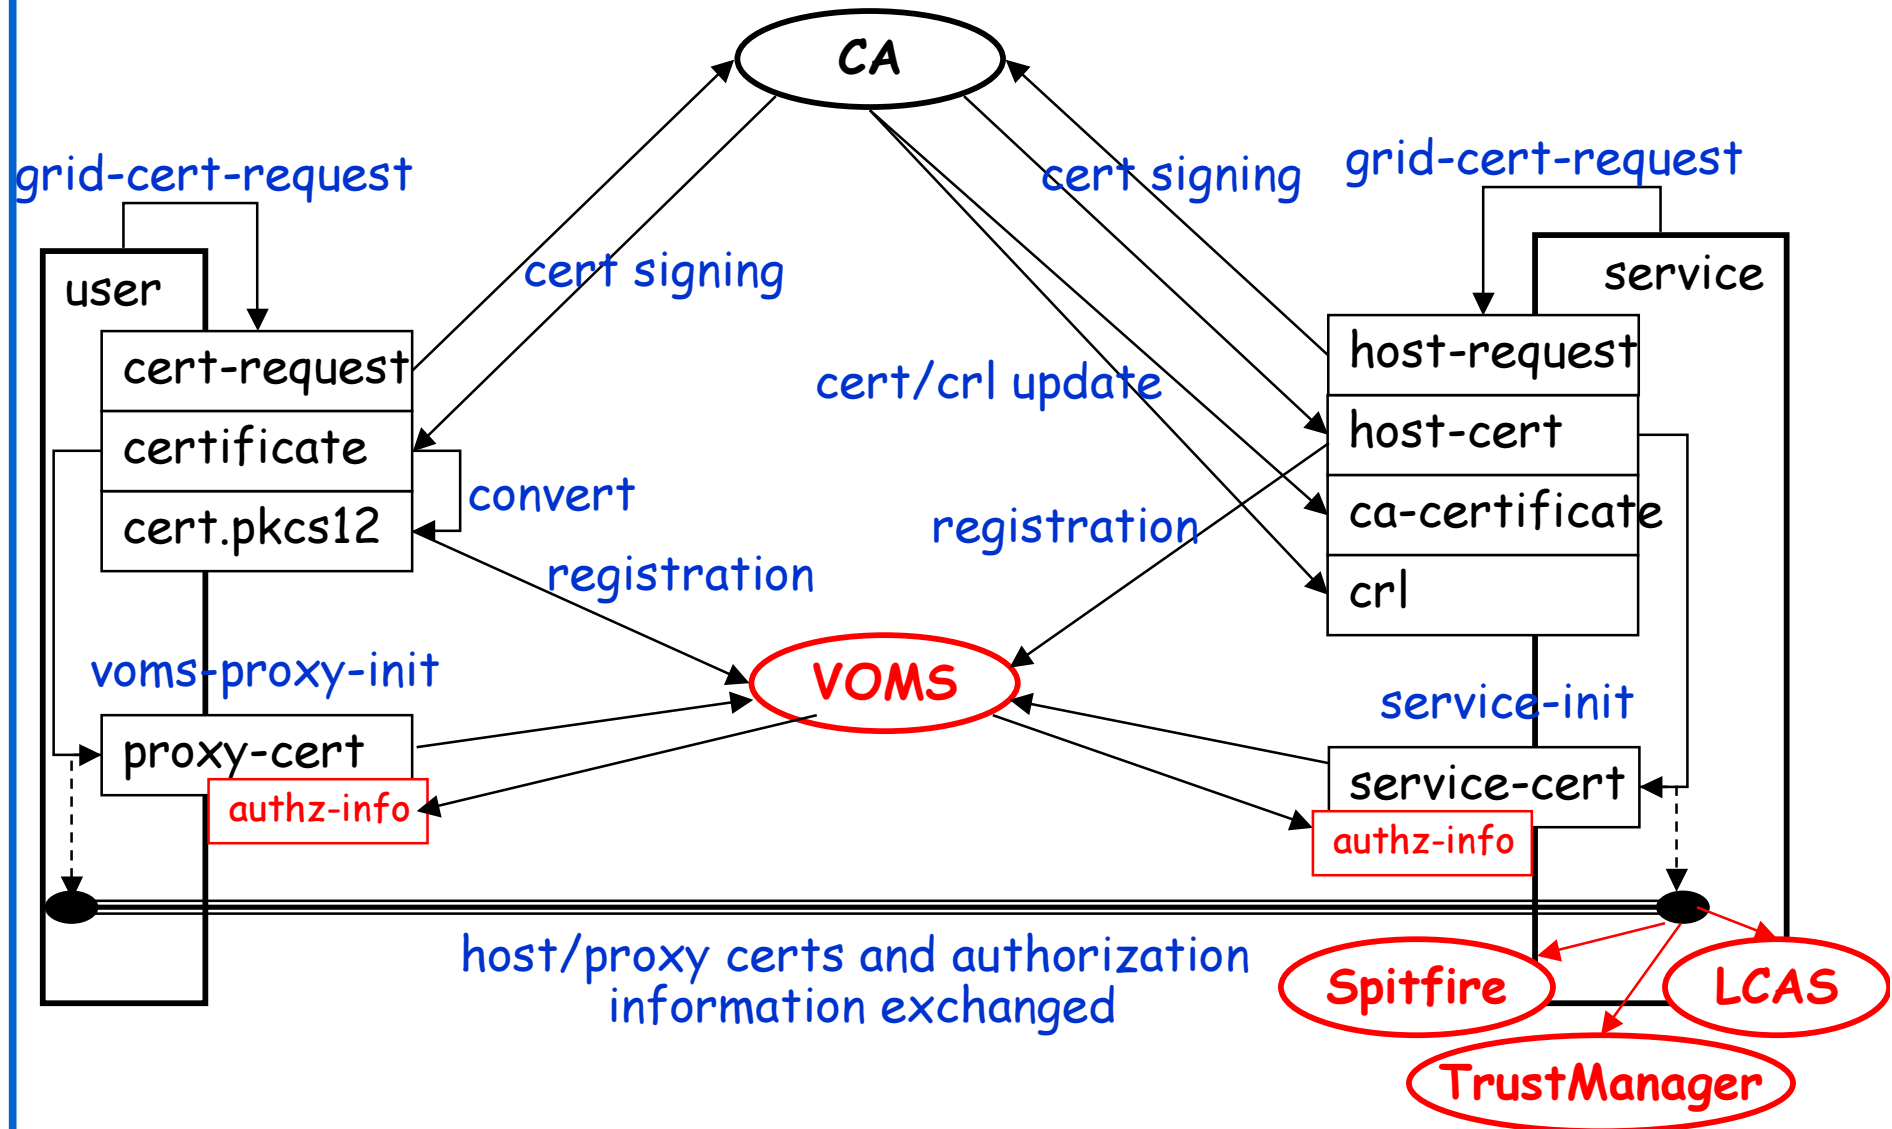 CA
grid-cert-request
cert signing
grid-cert-request
cert signing
user
service
cert-request
host-request
cert/crl update
certificate
host-cert
convert
cert.pkcs12
ca-certificate
registration
registration
crl
voms-proxy-init
VOMS
service-init
proxy-cert
service-cert
authz-info
authz-info
host/proxy certs and authorization
information exchanged
Spitfire
LCAS
TrustManager